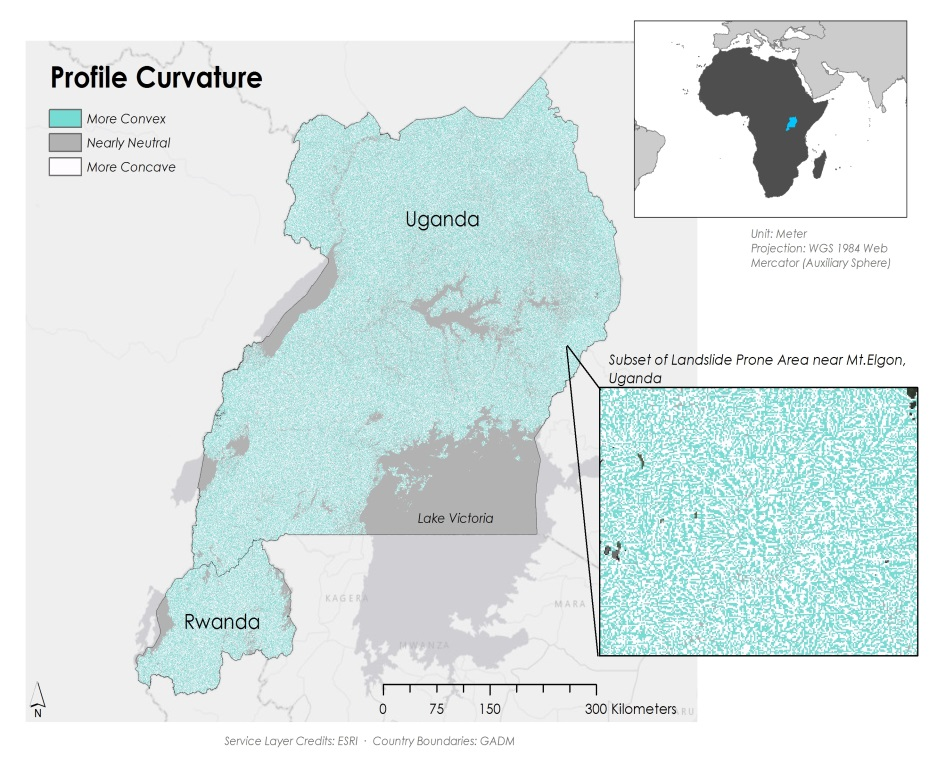 Profile Curvature
More Convex
Nearly Neutral
More Concave
Uganda
Unit: Meter
Projection: WGS 1984 Web
Mercator (Auxiliary Sphere)
Subset of Landslide Prone Area near Mt.Elgon,
Uganda
Lake Victoria
KAGERA
MARA
Rwanda
MWANZA
N
0 75 150 300 Kilometers
Service Layer Credits: ESRI · Country Boundaries: GADM